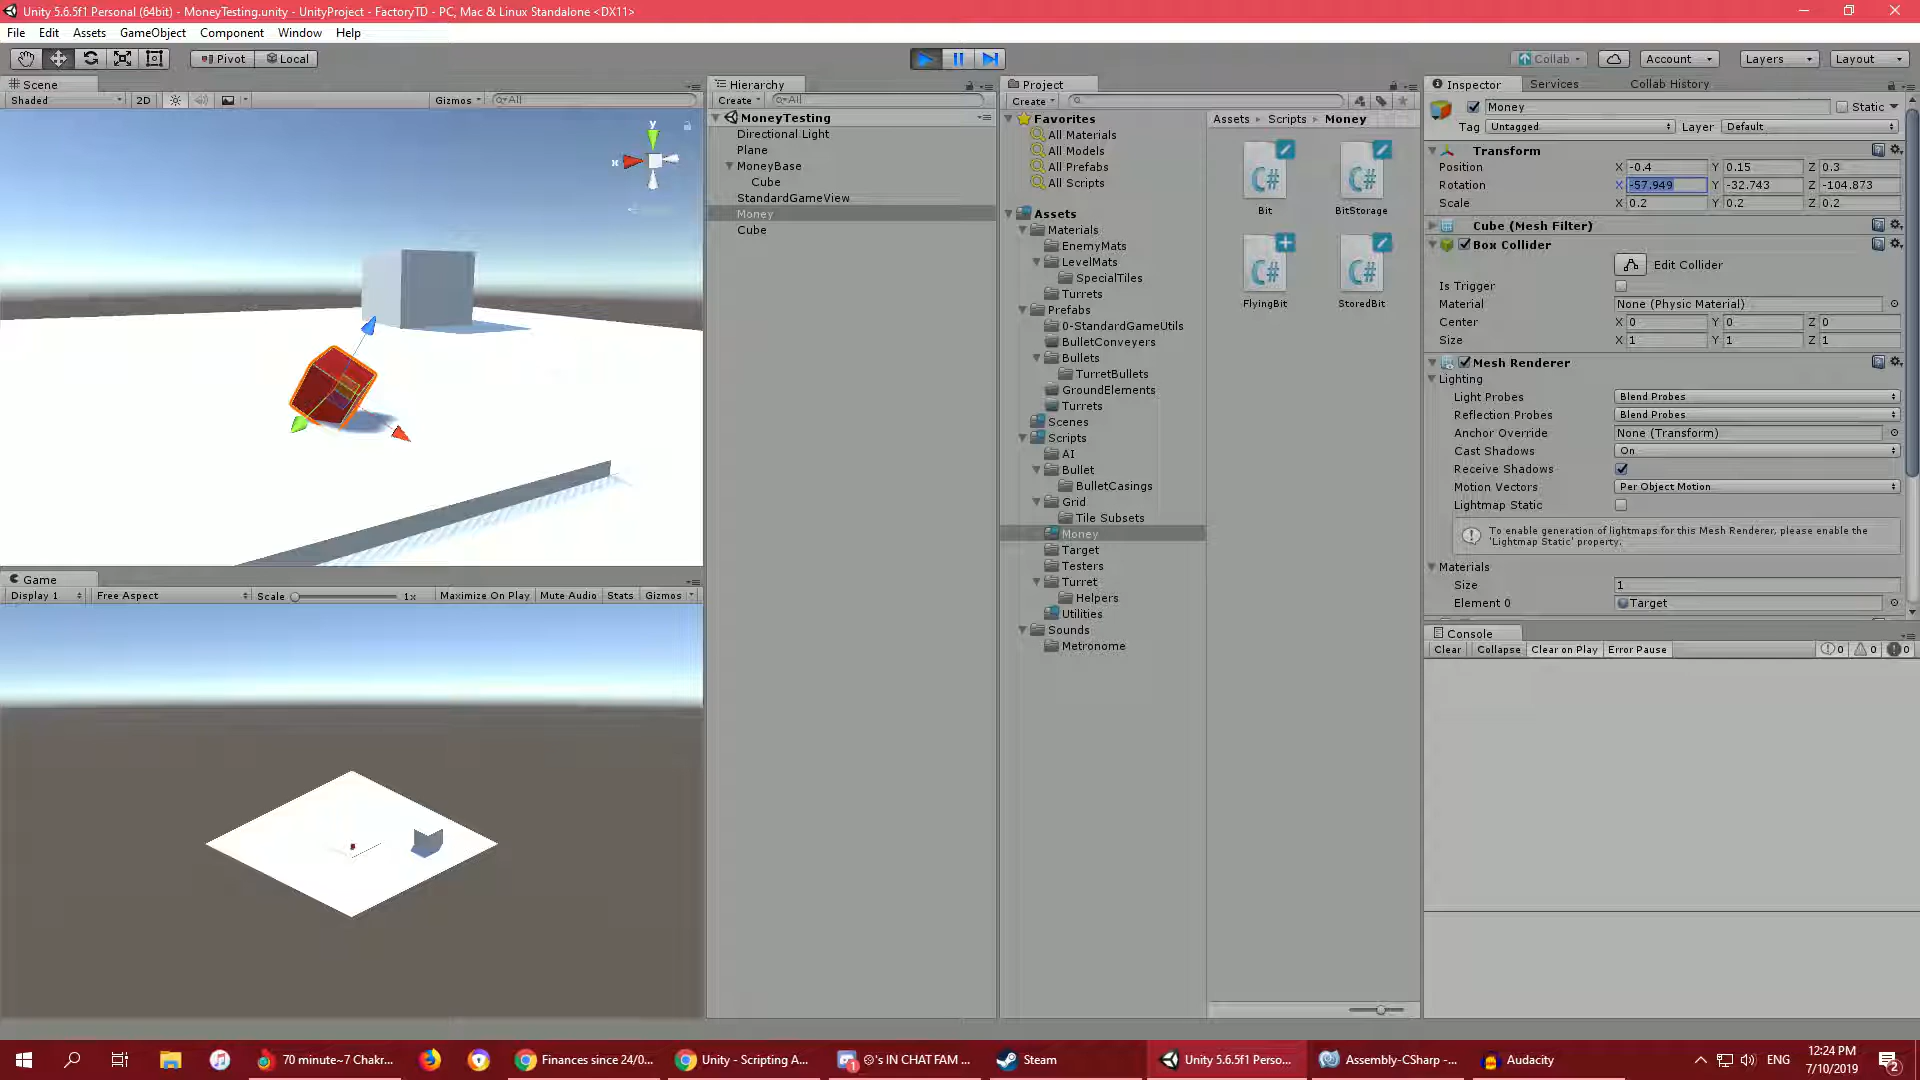 Unity 5.6.5f1 Personal (64bit) - MoneyTesting.unity - UnityProject - FactoryTD - PC, Mac & Linux Standalone <DX11>
File Edit Assets GameObject Component Window Help
Pivot Local Collab Account Layers Layout
Scene
Shaded 2D Gizmos All
y
x
Game
Display 1 Free Aspect Scale 1x Maximize On Play Mute Audio Stats Gizmos
Hierarchy
Create All
MoneyTesting
Directional Light
Plane
MoneyBase
Cube
StandardGameView
Money
Cube
Project
Create
Favorites
All Materials
All Models
All Prefabs
All Scripts
Assets
Materials
EnemyMats
LevelMats
SpecialTiles
Turrets
Prefabs
0-StandardGameUtils
BulletConveyers
Bullets
TurretBullets
GroundElements
Turrets
Scenes
Scripts
AI
Bullet
BulletCasings
Grid
Tile Subsets
Money
Target
Testers
Turret
Helpers
Utilities
Sounds
Metronome
Assets Scripts Money
C# C#
Bit BitStorage
C# C#
FlyingBit StoredBit
Inspector Services Collab History
Money Static
Tag Untagged Layer Default
Transform
Position X -0.4 Y 0.15 Z 0.3
Rotation X -57.949 Y -32.743 Z -104.873
Scale X 0.2 Y 0.2 Z 0.2
Cube (Mesh Filter)
Box Collider
Edit Collider
Is Trigger
Material None (Physic Material)
Center X 0 Y 0 Z 0
Size X 1 Y 1 Z 1
Mesh Renderer
Lighting
Light Probes Blend Probes
Reflection Probes Blend Probes
Anchor Override None (Transform)
Cast Shadows On
Receive Shadows
Motion Vectors Per Object Motion
Lightmap Static
To enable generation of lightmaps for this Mesh Renderer, please enable the
'Lightmap Static' property.
Materials
Size 1
Element 0 Target
Console
Clear Collapse Clear on Play Error Pause 0 0 0
70 minute~7 Chakr... Finances since 24/0... Unity - Scripting A... 's IN CHAT FAM ... Steam Unity 5.6.5f1 Perso... Assembly-CSharp -... Audacity ENG 12:24 PM
7/10/2019
1 2